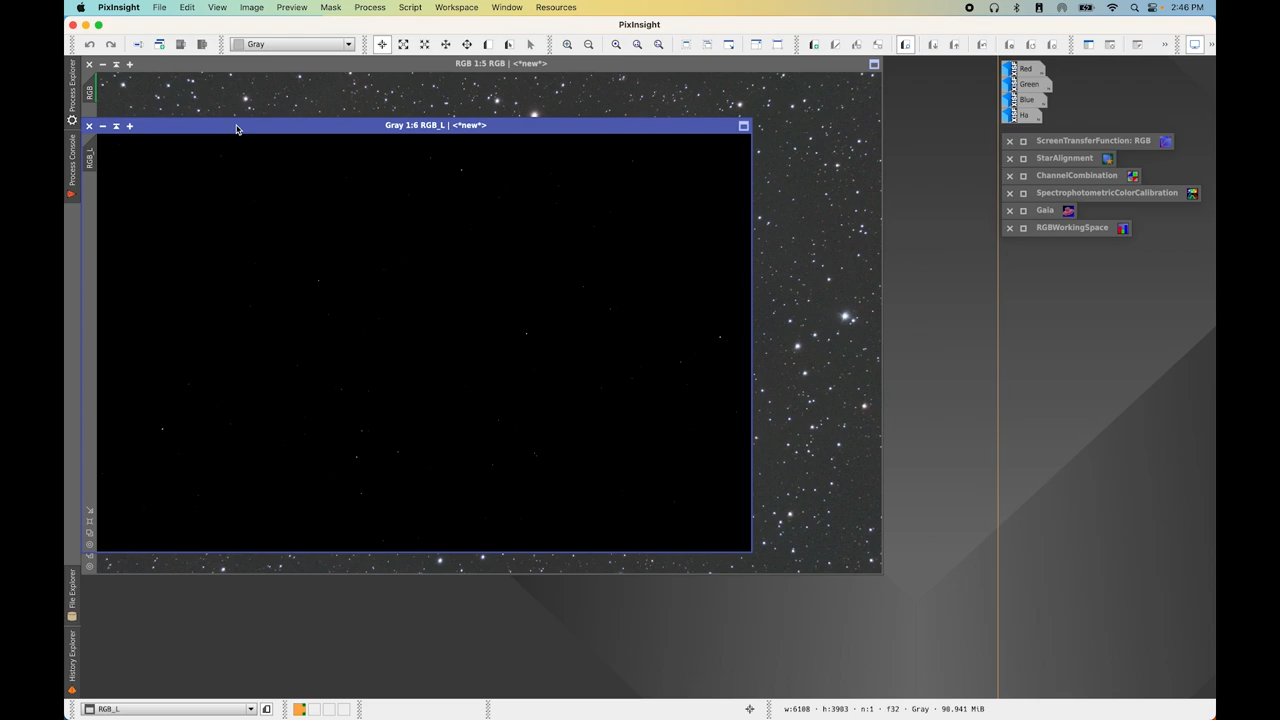 PixInsight File Edit View Image Preview Mask Process Script Workspace Window Resources 2:46 PM
PixInsight
Gray
Process Explorer
Process Console
File Explorer
History Explorer
RGB 1:5 RGB | <*new*>
RGB
Gray 1:6 RGB_L | <*new*>
RGB_L
Red
Green
Blue
Ha
ScreenTransferFunction: RGB
StarAlignment
ChannelCombination
SpectrophotometricColorCalibration
Gaia
RGBWorkingSpace
RGB_L
w:6108 · h:3903 · n:1 · f32 · Gray · 90.941 MiB